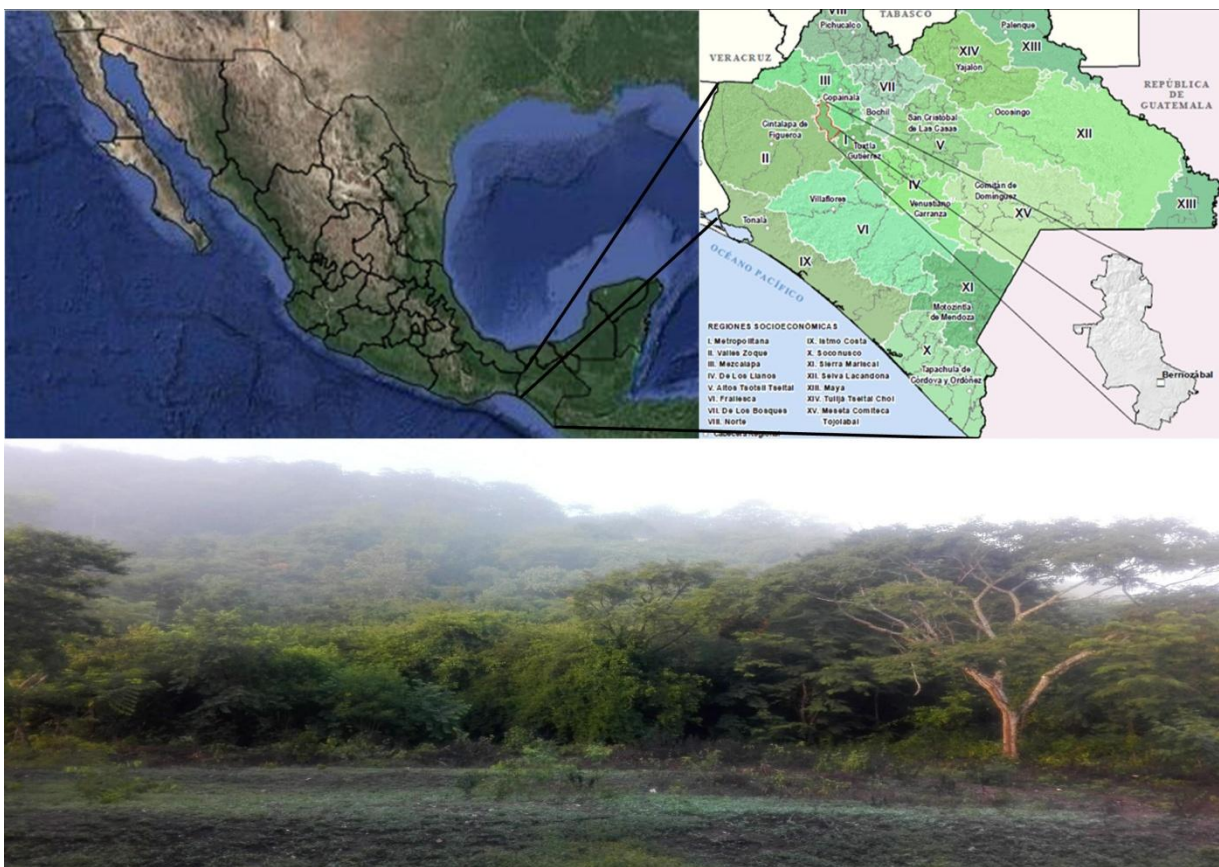 VIII
Pichucalco
TABASCO
Palenque
XIV
XIII
Yajalón
VERACRUZ
III
VII
REPÚBLICA
DE
GUATEMALA
Copainalá
Bochil
San Cristóbal
de Las Casas
Ocosingo
XII
Cintalapa de
Figueroa
I
V
Tuxtla
Gutiérrez
II
IV
Comitán de
Domínguez
XIII
Venustiano
Carranza
XV
Villaflores
Tonalá
VI
IX
XI
OCÉANO PACÍFICO
Motozintla
de Mendoza
X
Tapachula de
Córdova y Ordóñez
Berriozábal
REGIONES SOCIOECONÓMICAS
I. Metropolitana
II. Valles Zoque
III. Mezcalapa
IV. De Los Llanos
V. Altos Tsotsil Tseltal
VI. Frailesca
VII. De Los Bosques
VIII. Norte
IX. Istmo Costa
X. Soconusco
XI. Sierra Mariscal
XII. Selva Lacandona
XIII. Maya
XIV. Tulijá Tseltal Chol
XV. Meseta Comiteca
Tojolabal
Cabecera Regional